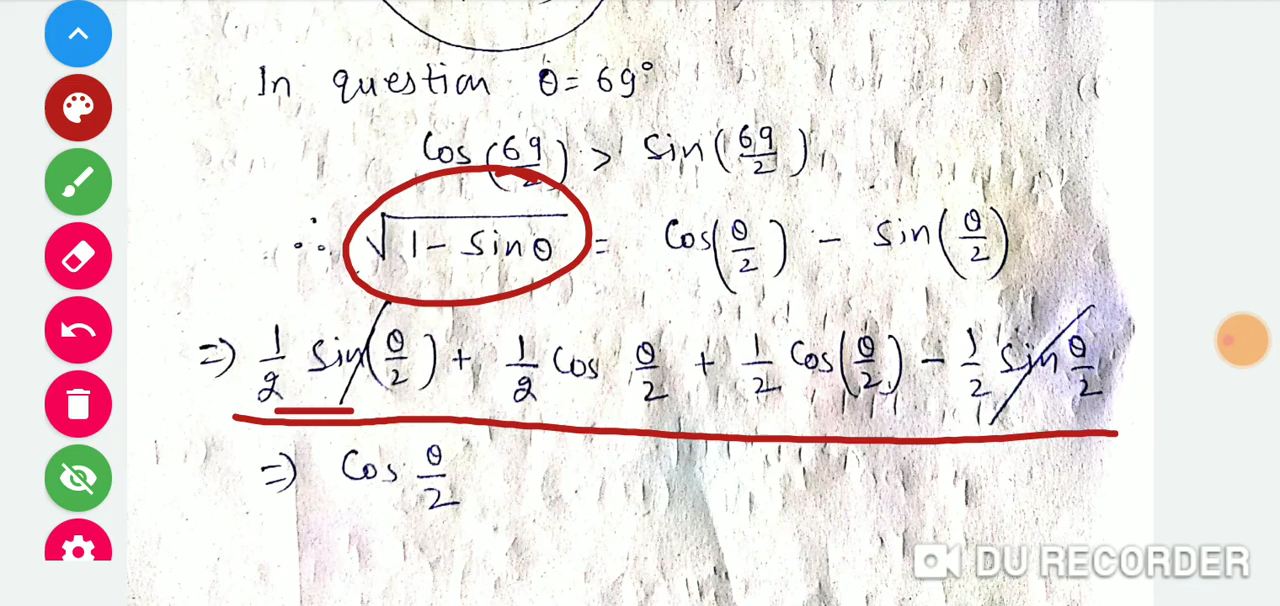 In question θ = 69°
Cos (69/2) > Sin (69/2)
∴ √(1 - Sin θ) = Cos(θ/2) - Sin(θ/2)
⇒ 1/2 Sin(θ/2) + 1/2 Cos θ/2 + 1/2 Cos(θ/2) - 1/2 Sin θ/2
⇒ Cos θ/2
DU RECORDER